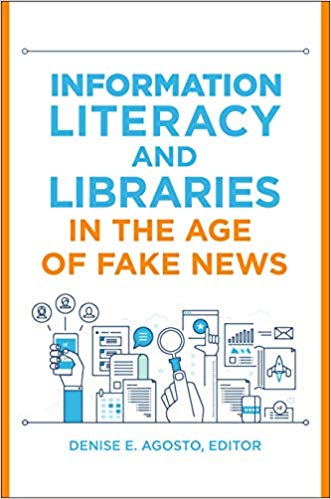 INFORMATION
LITERACY
AND
LIBRARIES
IN THE AGE
OF FAKE NEWS
DENISE E. AGOSTO, EDITOR